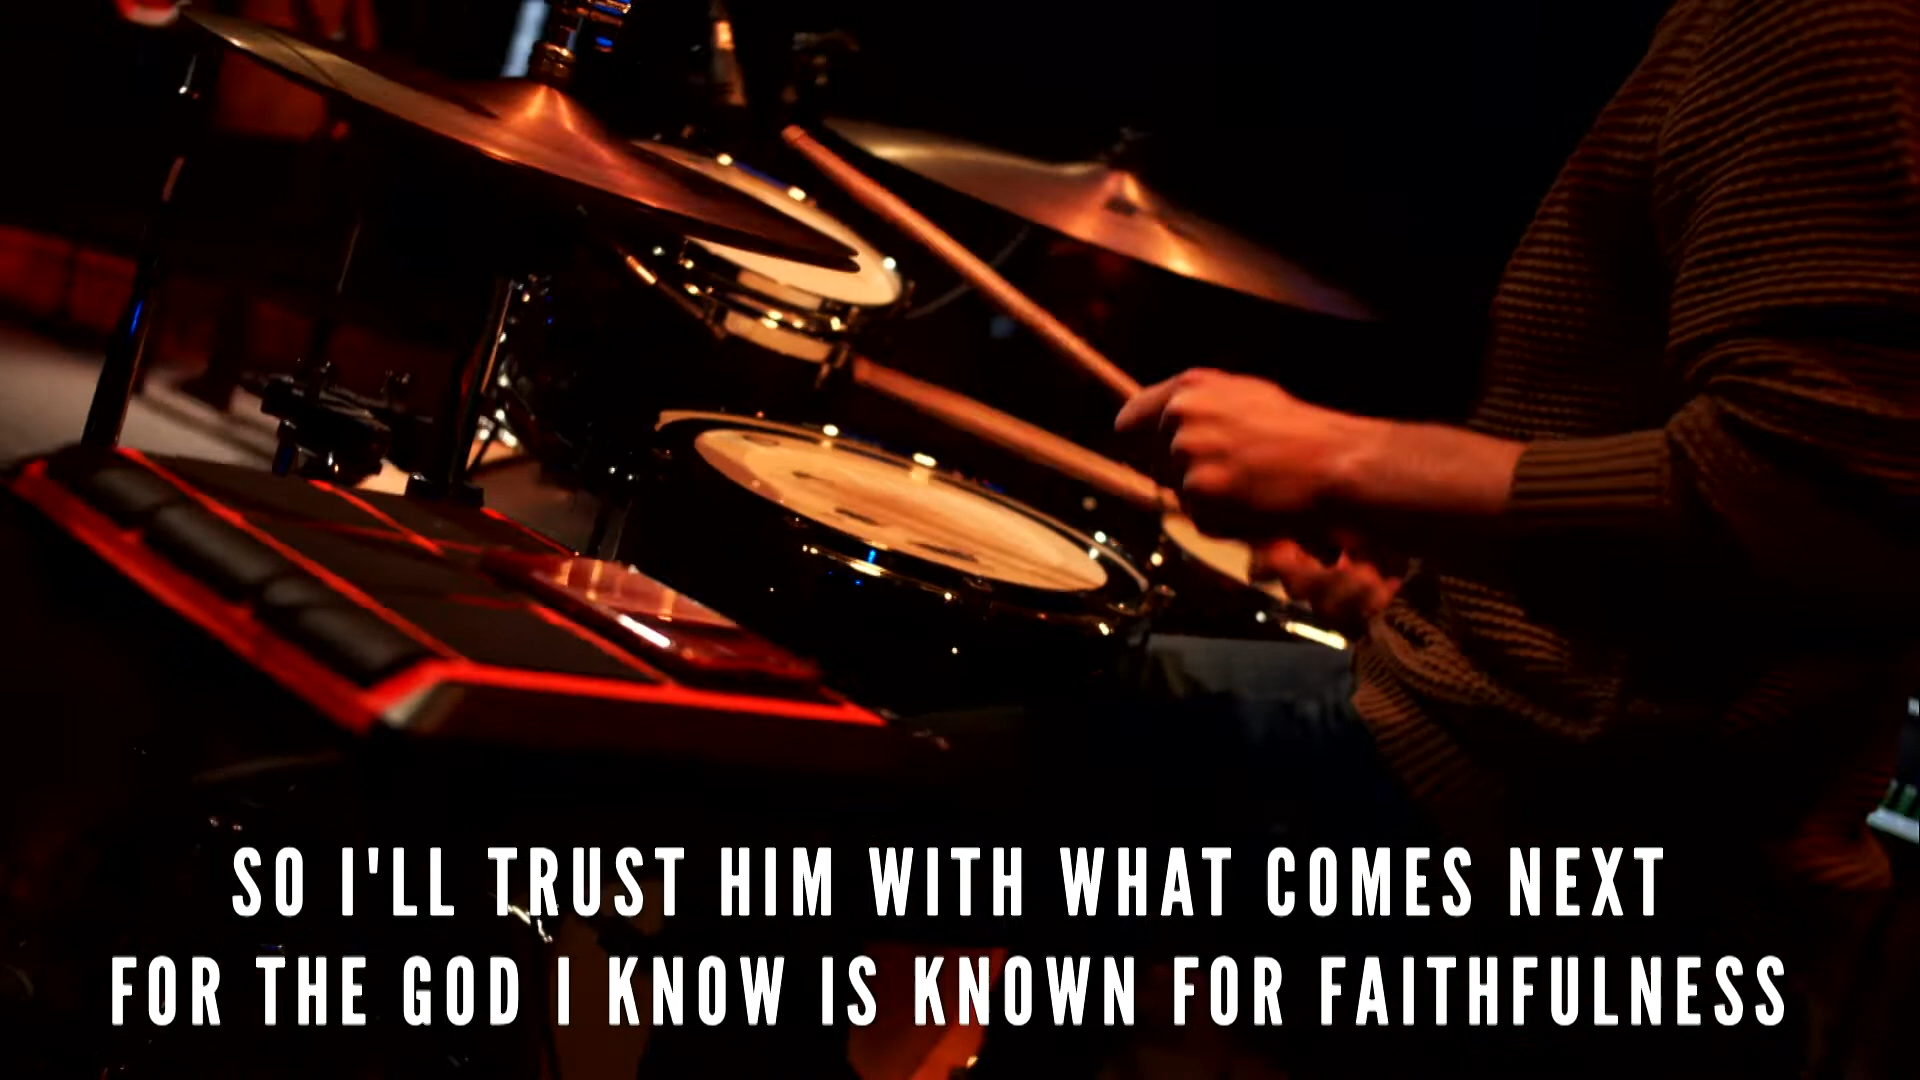 SO I'LL TRUST HIM WITH WHAT COMES NEXT
FOR THE GOD I KNOW IS KNOWN FOR FAITHFULNESS